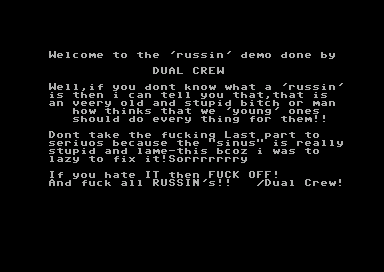 Welcome to the 'russin' demo done by
DUAL CREW
Well,if you dont know what a 'russin'
is then i can tell you that,that is
an veery old and stupid bitch or man
how thinks that we 'young' ones
should do every thing for them!!
Dont take the fucking Last part to
seriuos because the "sinus" is really
stupid and lame-this bcoz i was to
lazy to fix it!Sorrrrrrry
If you hate IT then FUCK OFF!
And fuck all RUSSIN's!! /Dual Crew!